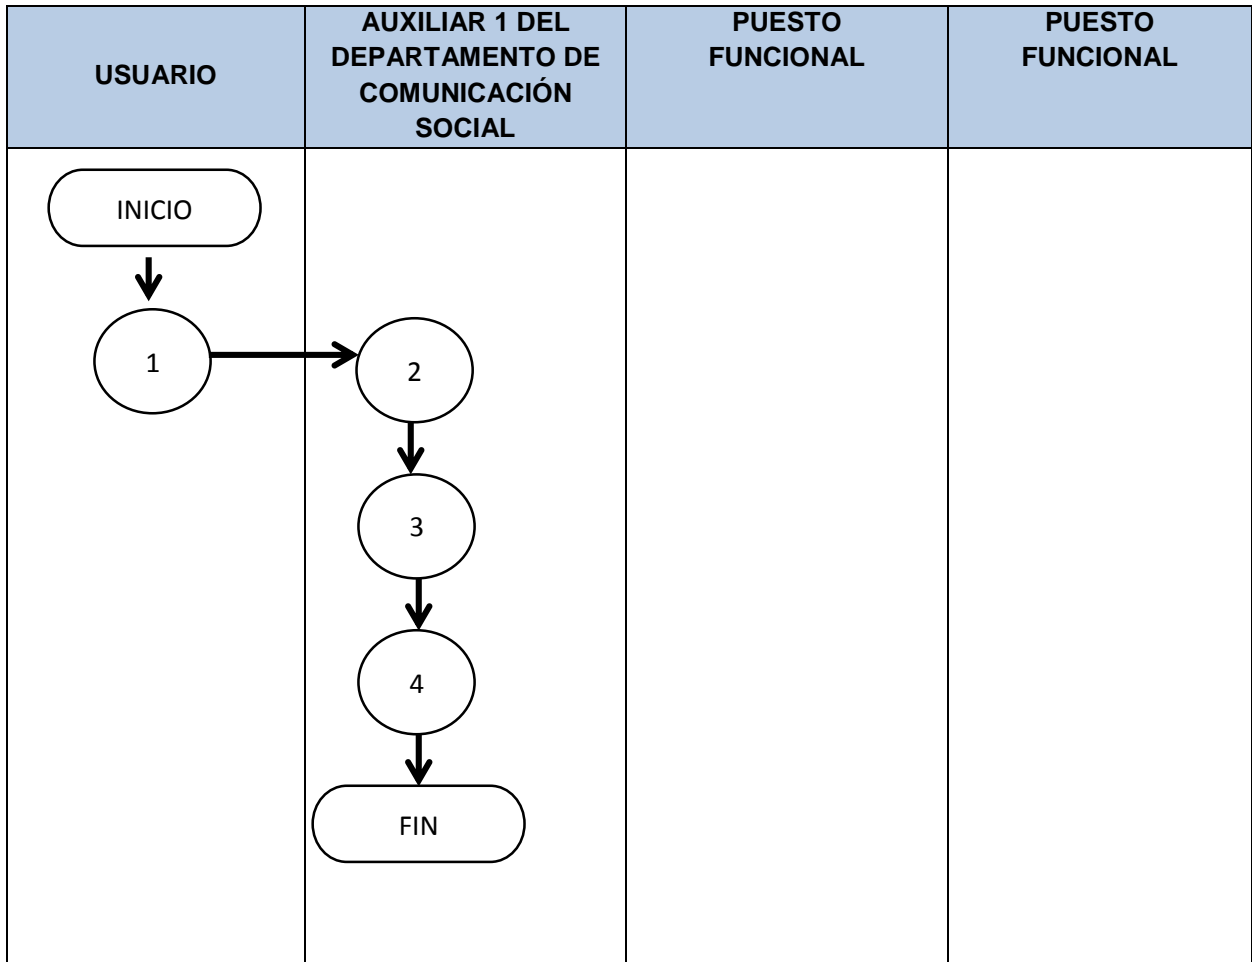 USUARIO
AUXILIAR 1 DEL
DEPARTAMENTO DE
COMUNICACIÓN
SOCIAL
PUESTO
FUNCIONAL
PUESTO
FUNCIONAL
INICIO
1
2
3
4
FIN